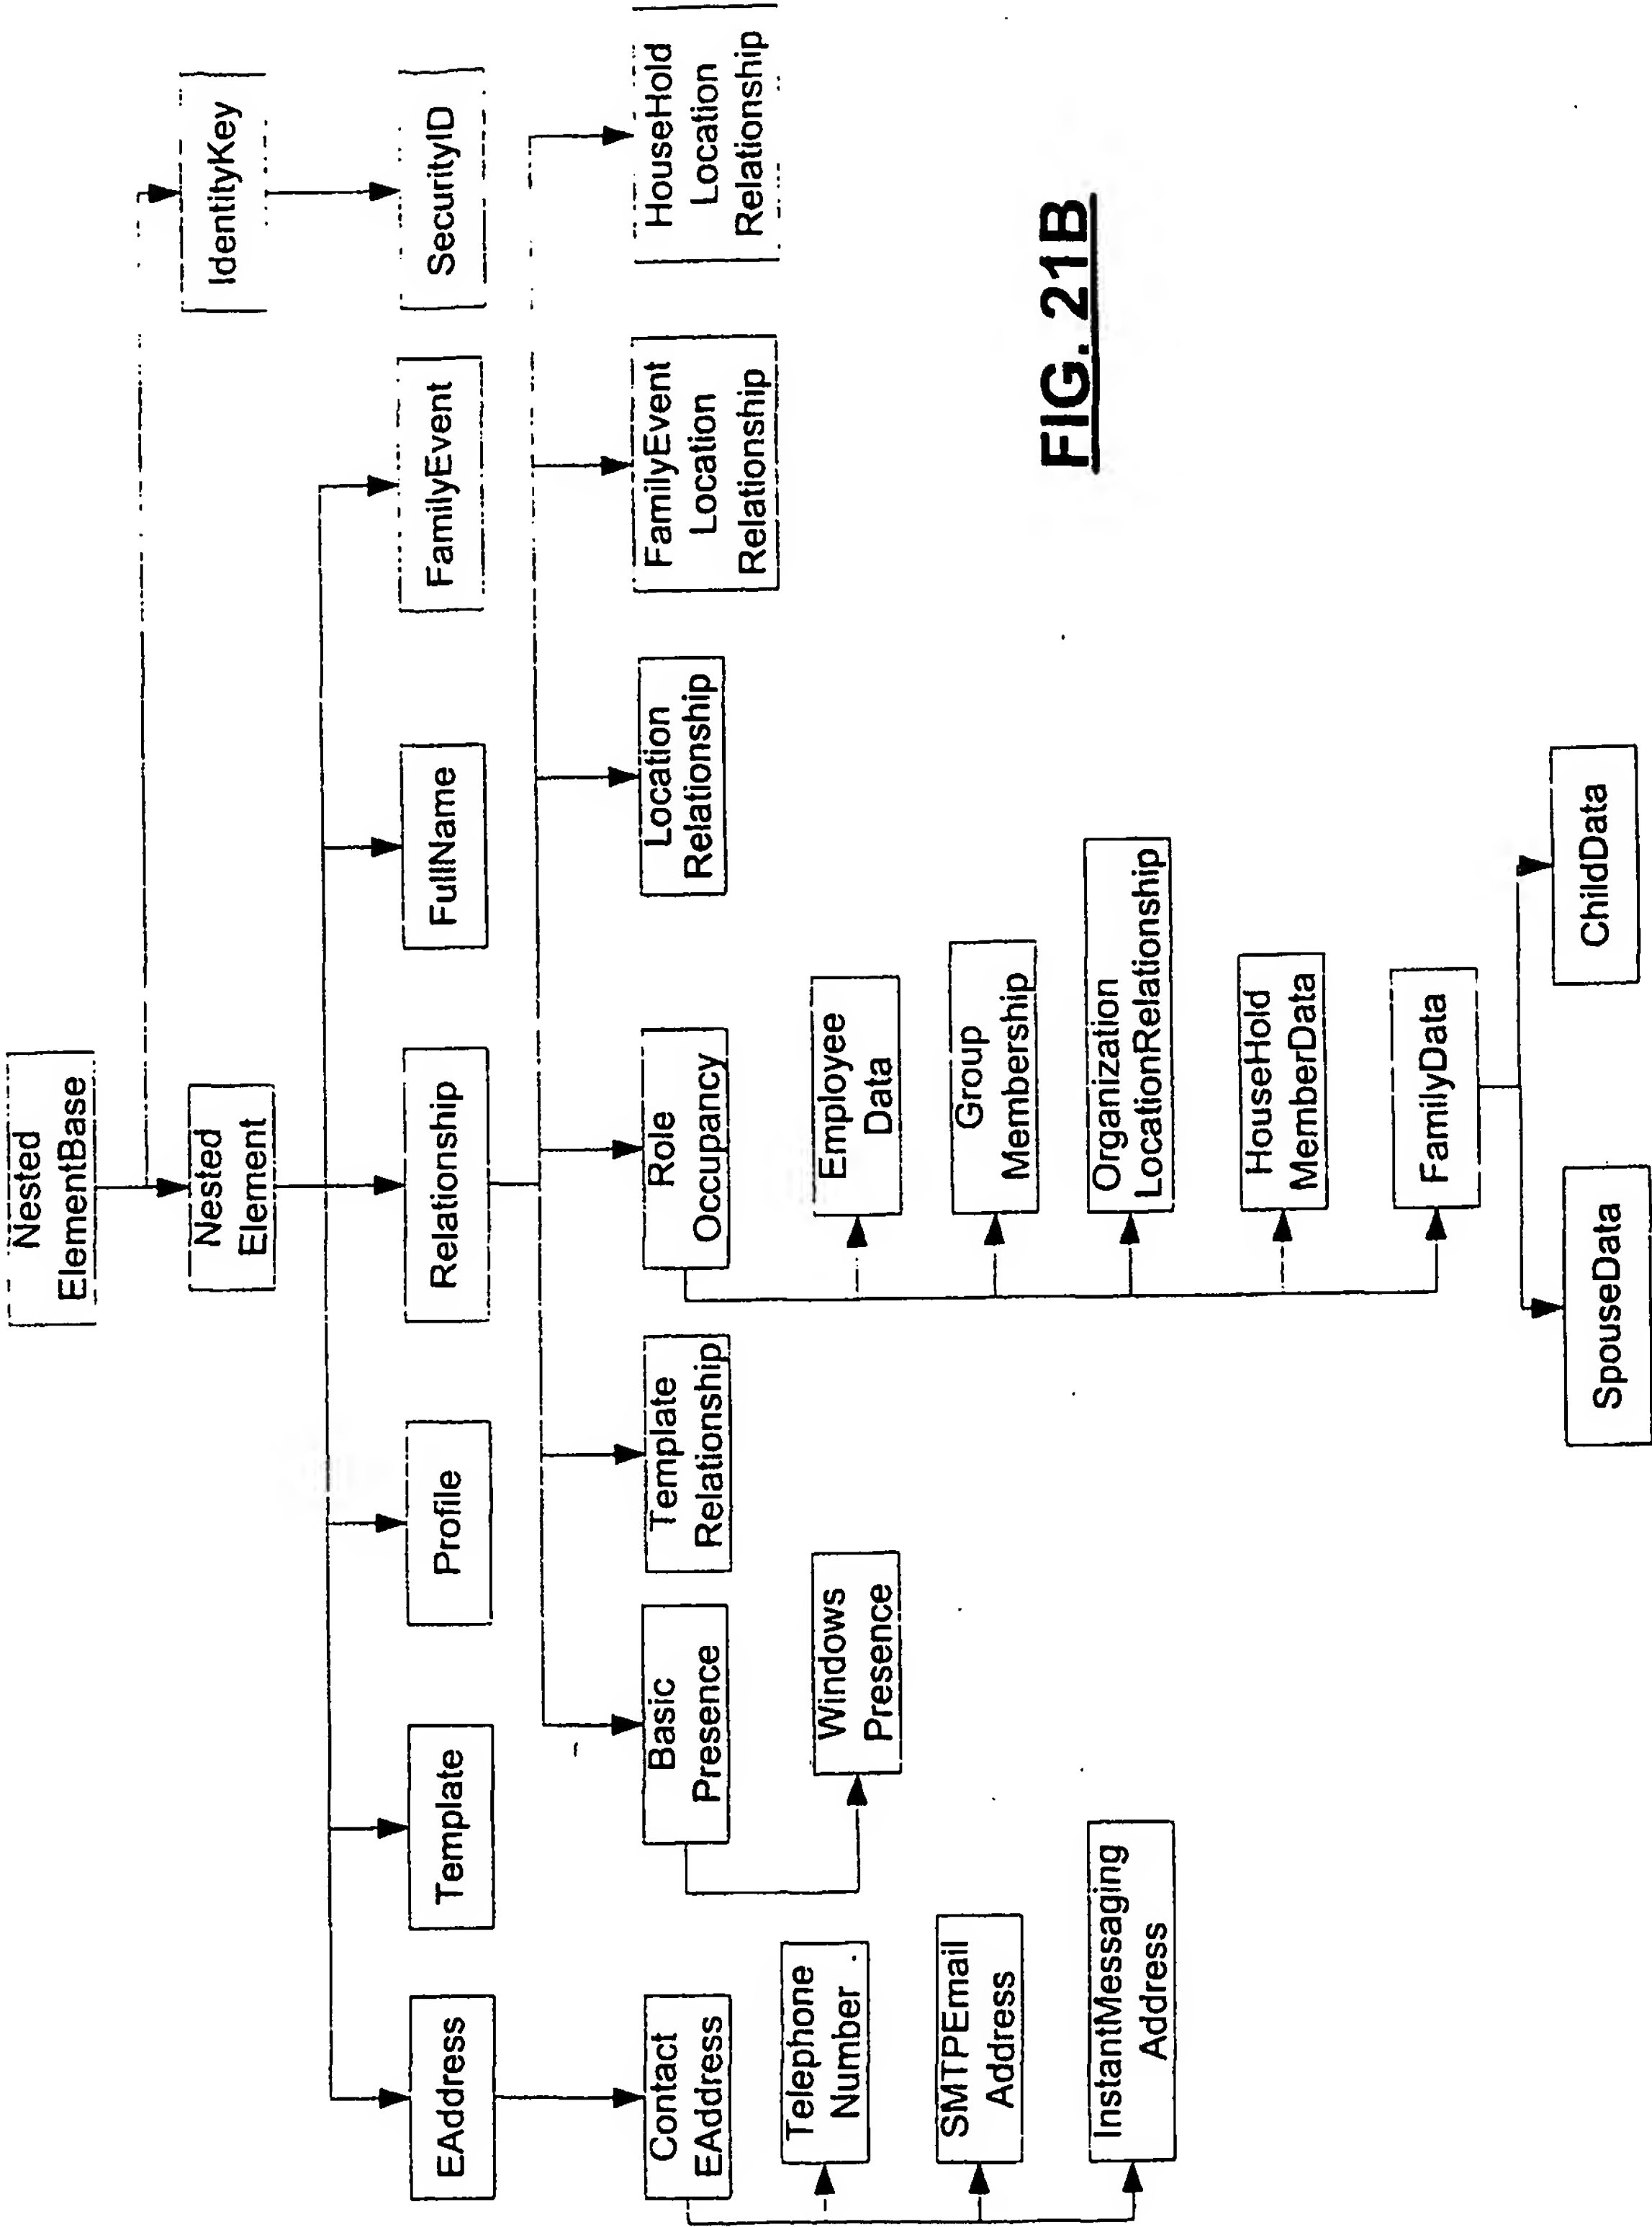 Nested
ElementBase
Nested
Element
IdentityKey
EAddress
Template
Profile
Relationship
FullName
FamilyEvent
SecurityID
Contact
EAddress
Basic
Presence
Template
Relationship
Role
Occupancy
Location
Relationship
FamilyEvent
Location
Relationship
HouseHold
Location
Relationship
Telephone
Number
SMTPEmail
Address
InstantMessaging
Address
Windows
Presence
Employee
Data
Group
Membership
Organization
LocationRelationship
HouseHold
MemberData
FamilyData
SpouseData
ChildData
FIG. 21B